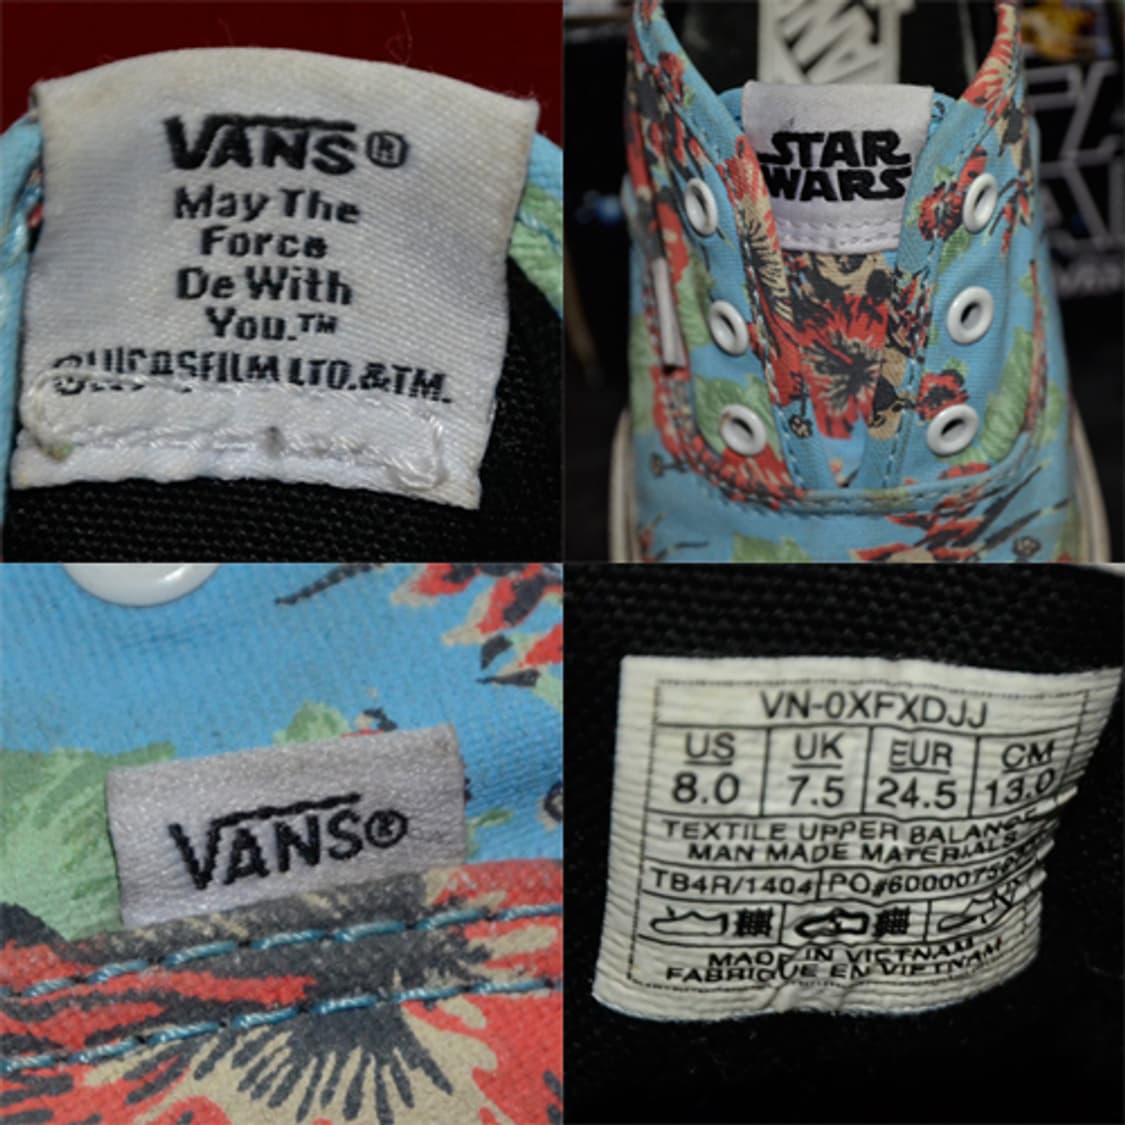 VANS®
May The
Force
De With
You.™
©LUCASFILM LTD.&TM.
STAR
WARS
VANS®
VN-0XFXDJJ
US UK EUR CM
8.0 7.5 24.5 13.0
TEXTILE UPPER BALANCE
MAN MADE MATERIALS
TB4R/1404 PO#600007
MADE IN VIETNAM
FABRIQUE EN VIETNAM